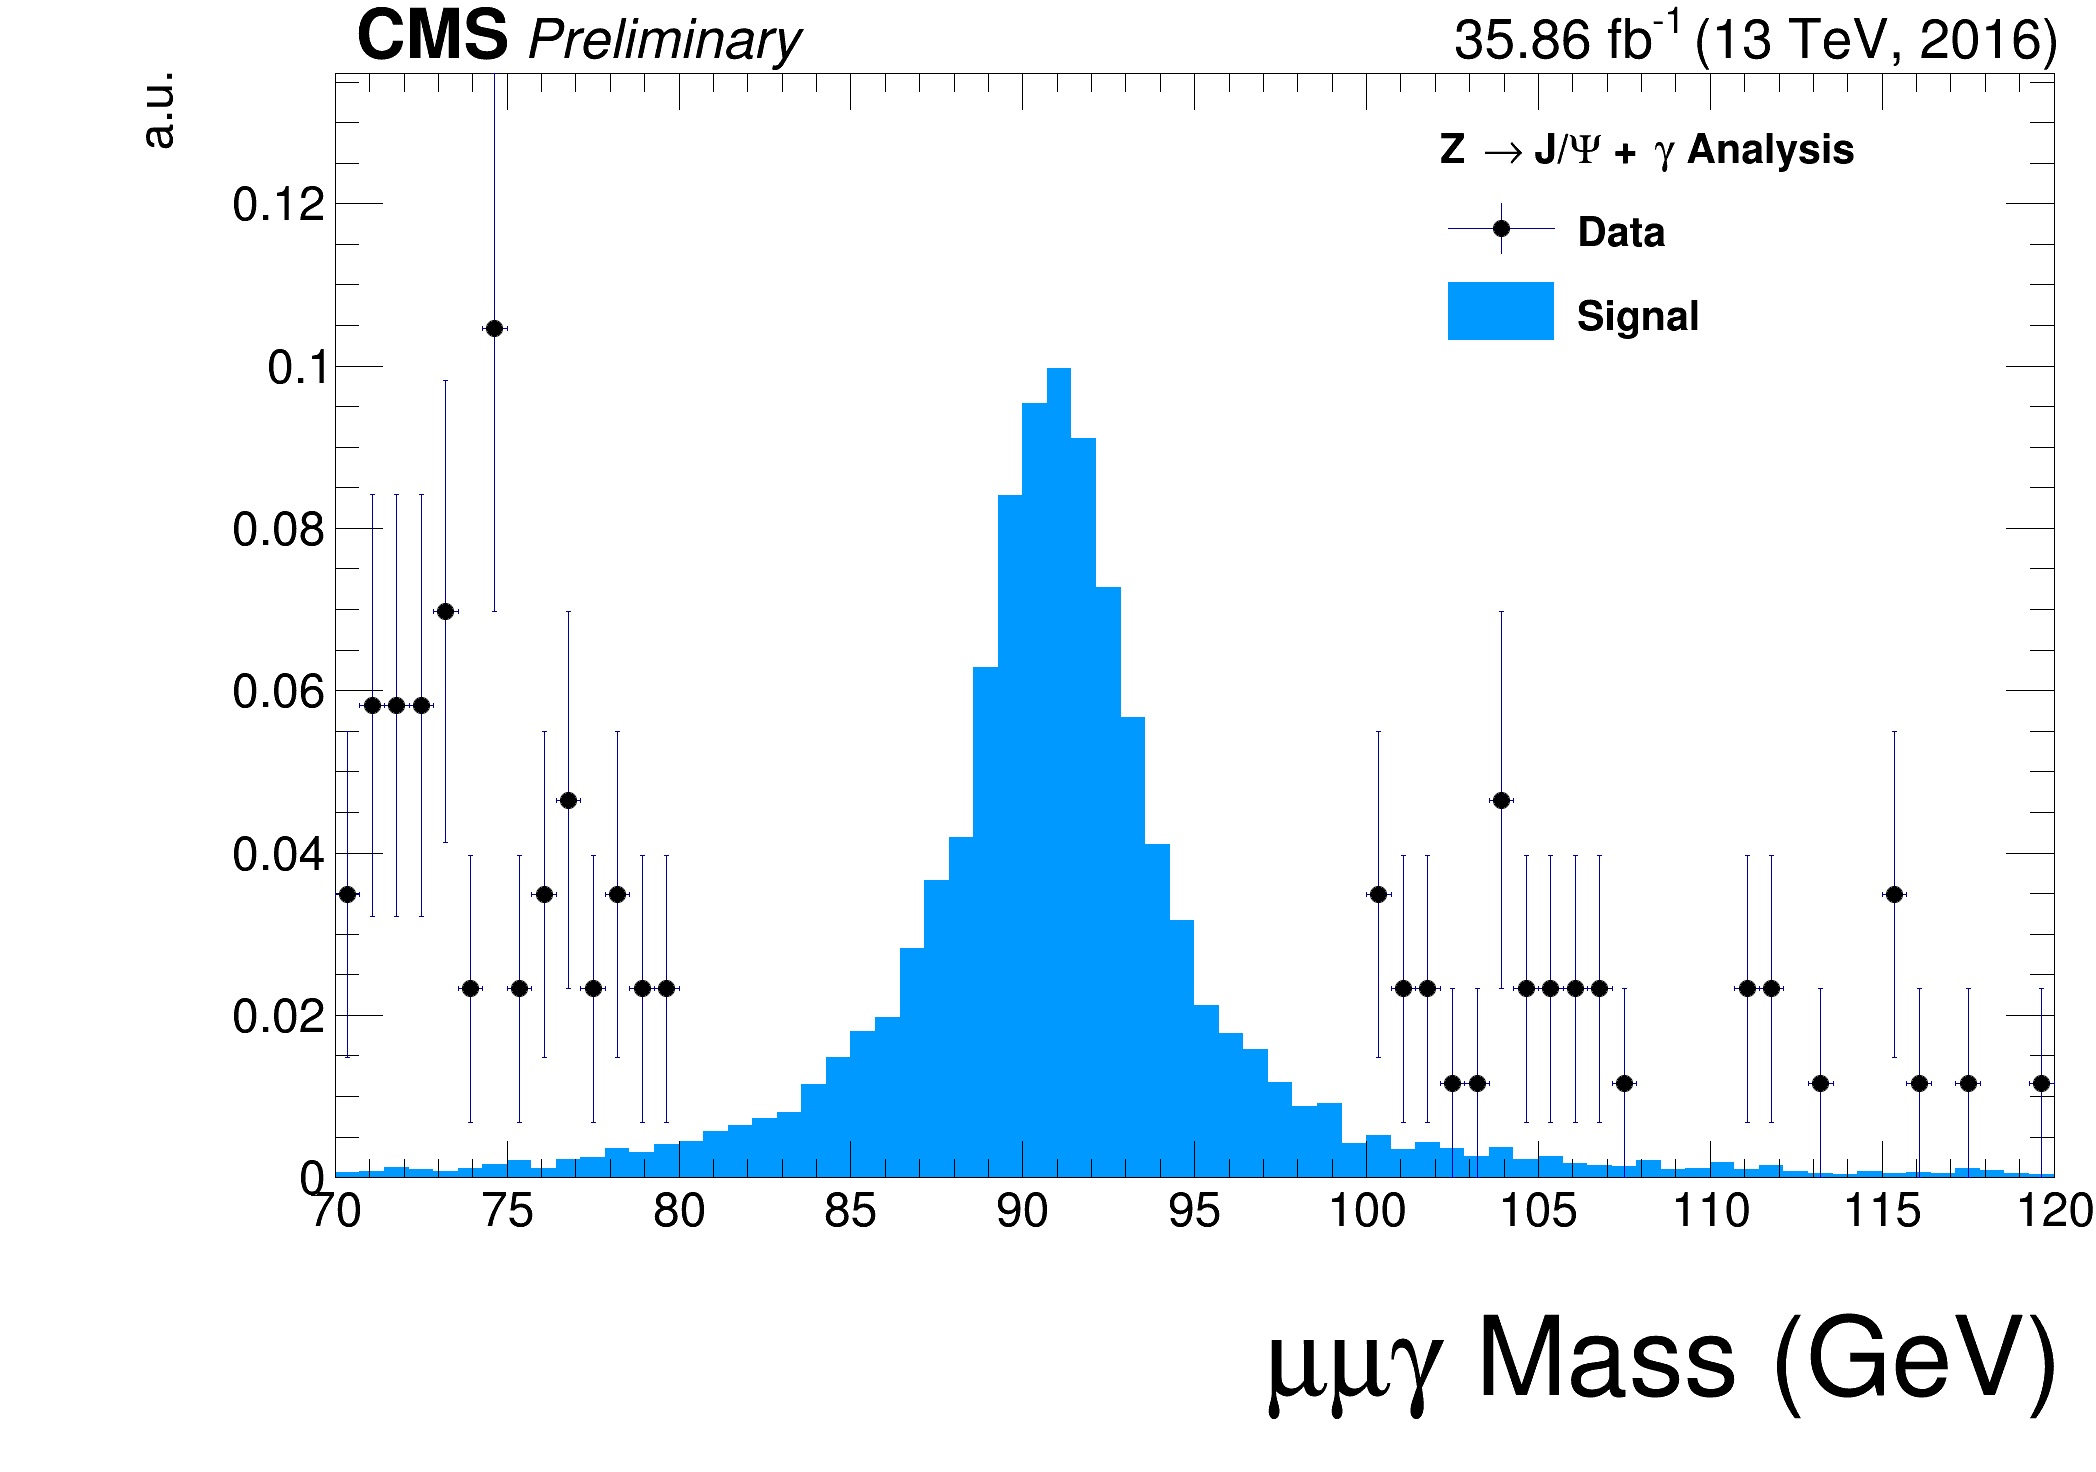 CMS Preliminary 35.86 fb⁻¹ (13 TeV, 2016)
a.u.
Z → J/Ψ + γ Analysis
Data
Signal
0.12
0.1
0.08
0.06
0.04
0.02
0
70 75 80 85 90 95 100 105 110 115 120
μμγ Mass (GeV)